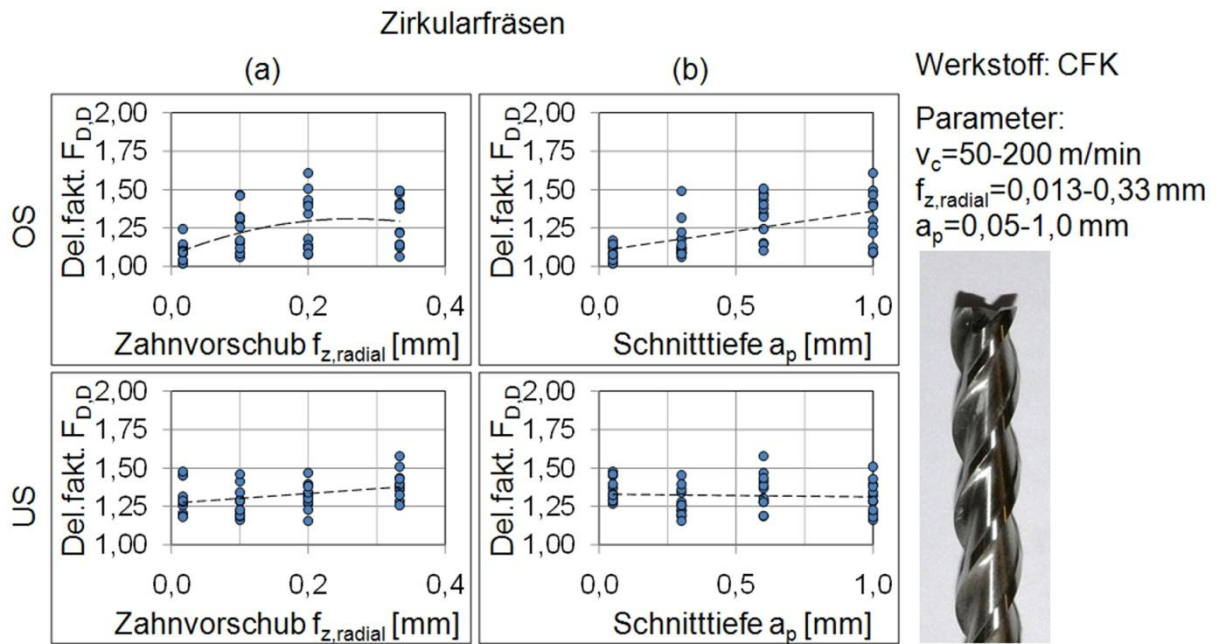 Zirkularfräsen
(a)
(b)
OS
Del.fakt. F_D,D
2,00
1,75
1,50
1,25
1,00
0,0 0,2 0,4
Zahnvorschub f_z,radial [mm]
Del.fakt. F_D,D
2,00
1,75
1,50
1,25
1,00
0,0 0,5 1,0
Schnitttiefe a_p [mm]
US
Del.fakt. F_D,D
2,00
1,75
1,50
1,25
1,00
0,0 0,2 0,4
Zahnvorschub f_z,radial [mm]
Del.fakt. F_D,D
2,00
1,75
1,50
1,25
1,00
0,0 0,5 1,0
Schnitttiefe a_p [mm]
Werkstoff: CFK
Parameter:
v_c=50-200 m/min
f_z,radial=0,013-0,33 mm
a_p=0,05-1,0 mm